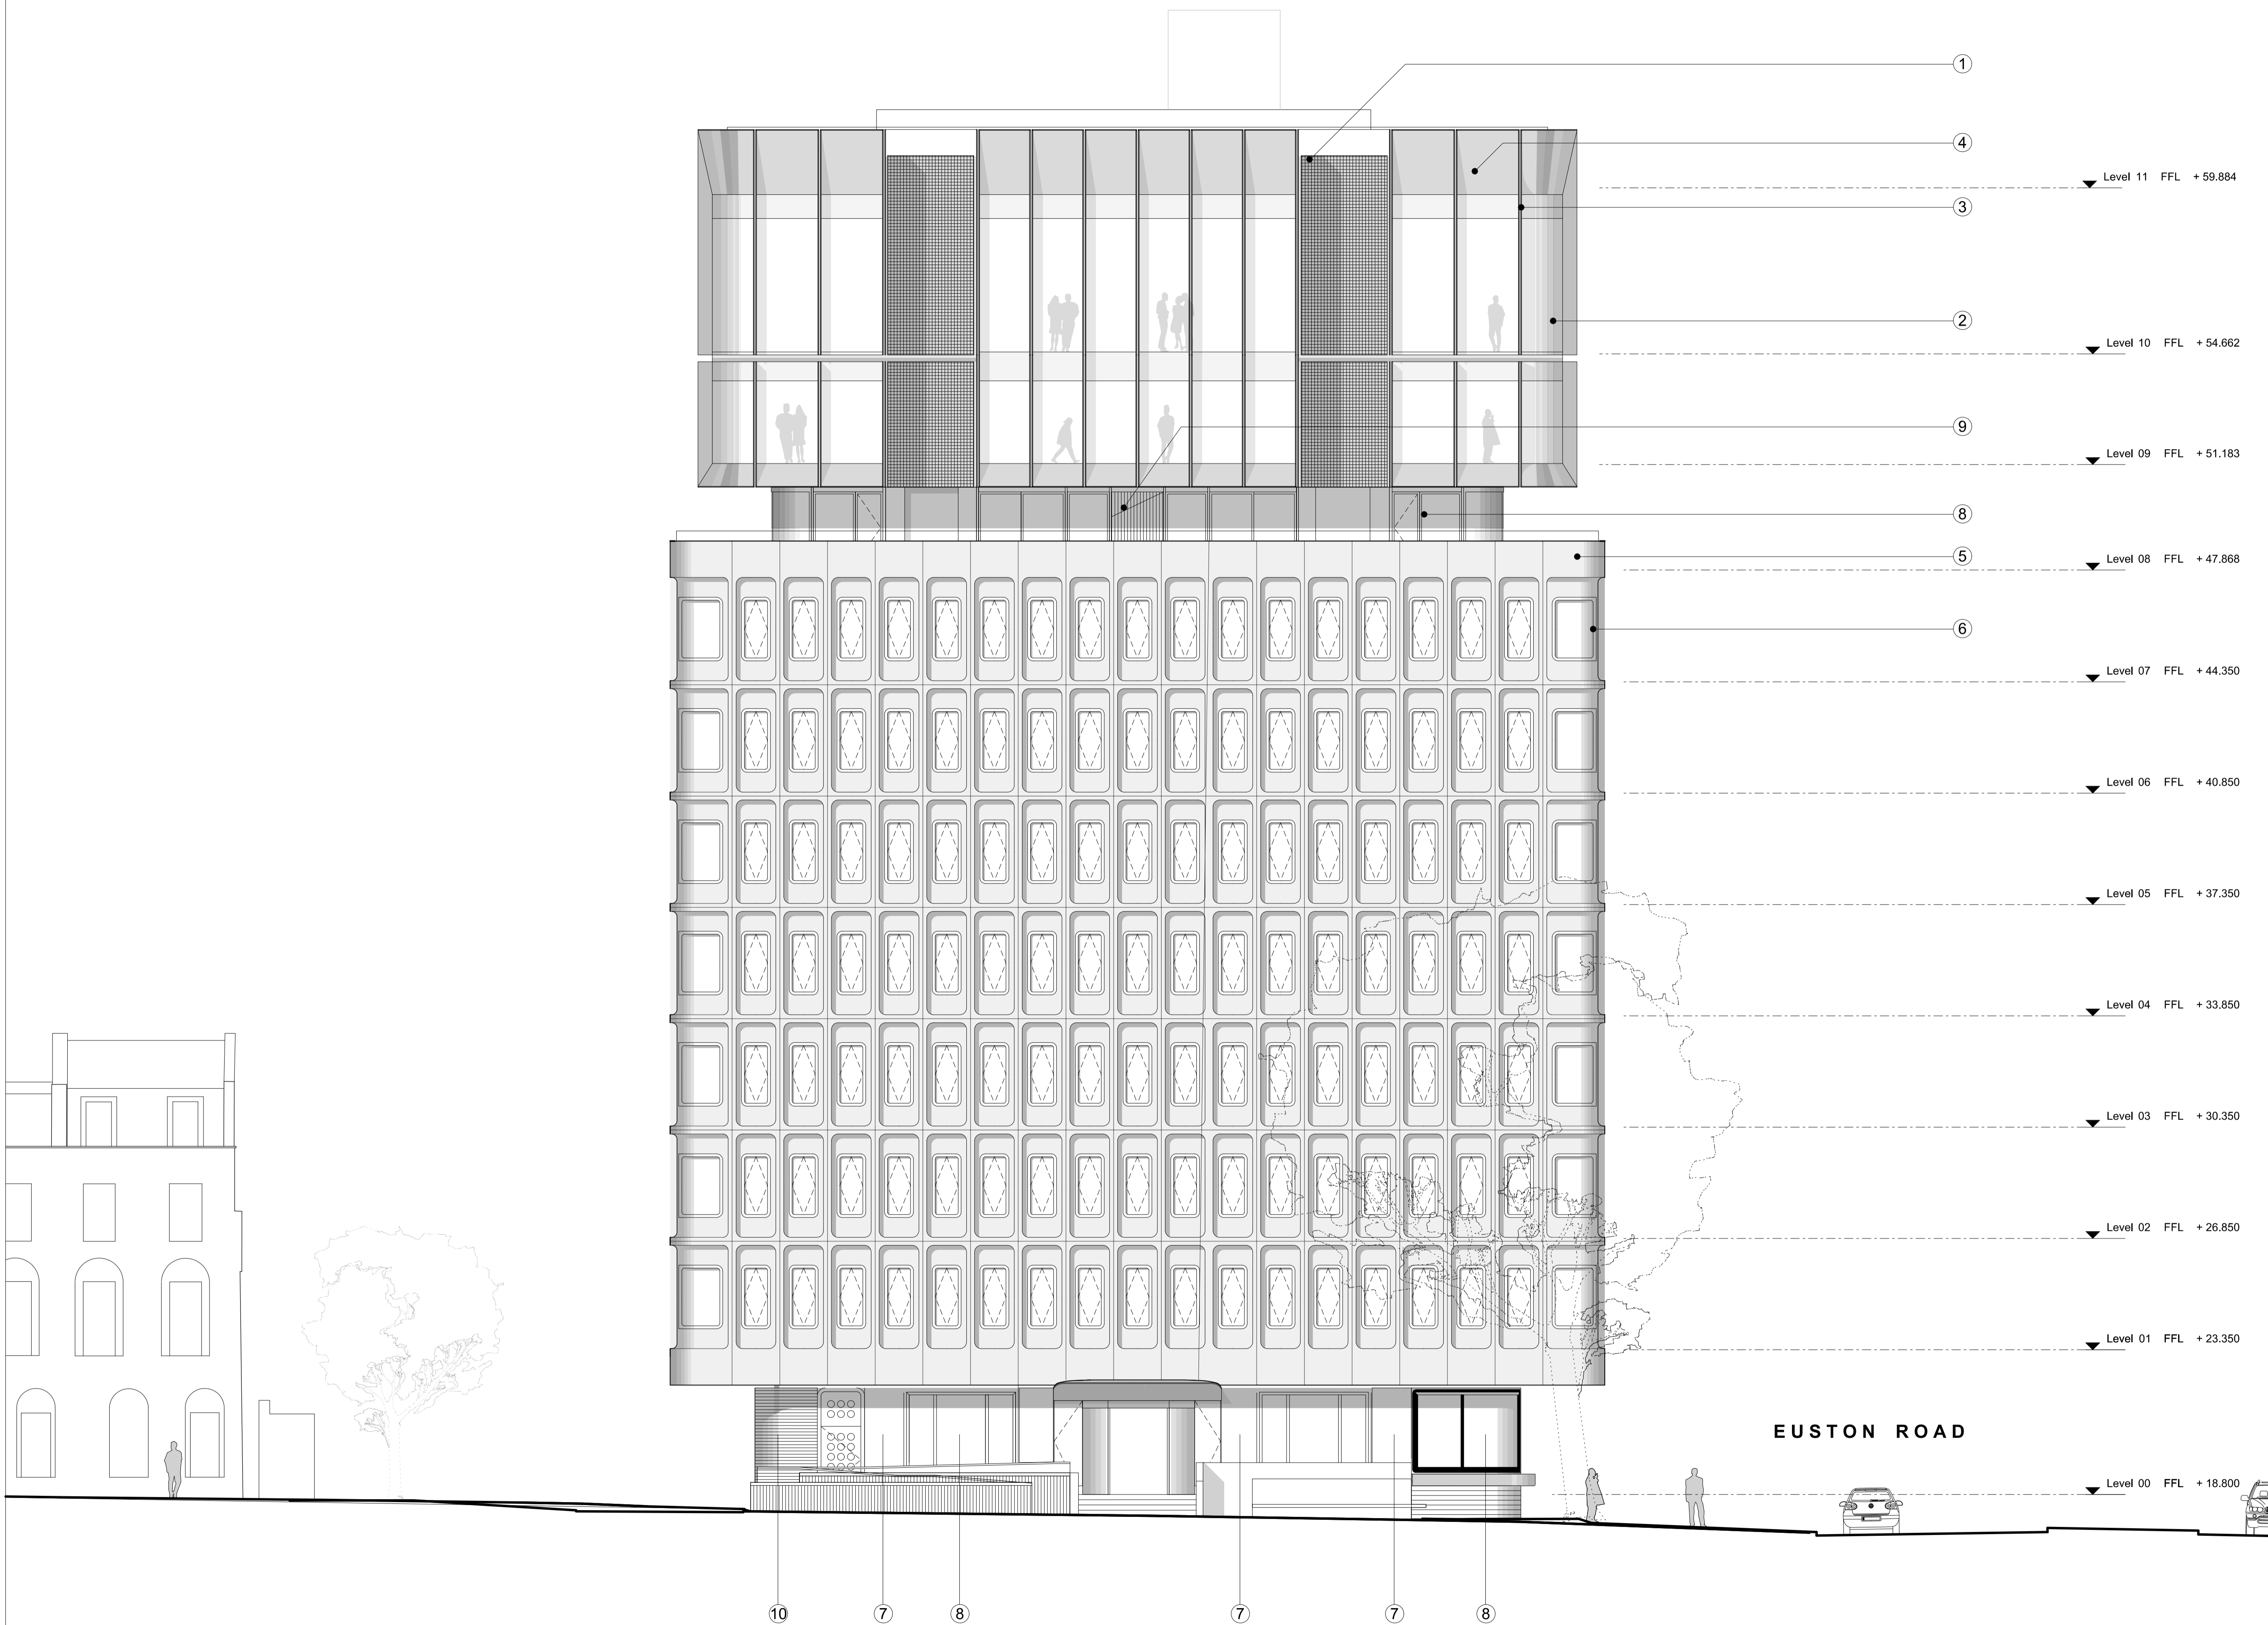 1
4
Level 11 FFL + 59.884
3
2
Level 10 FFL + 54.662
9
Level 09 FFL + 51.183
8
5
Level 08 FFL + 47.868
6
Level 07 FFL + 44.350
Level 06 FFL + 40.850
Level 05 FFL + 37.350
Level 04 FFL + 33.850
Level 03 FFL + 30.350
Level 02 FFL + 26.850
Level 01 FFL + 23.350
EUSTON ROAD
Level 00 FFL + 18.800
10 7 8 7 7 8